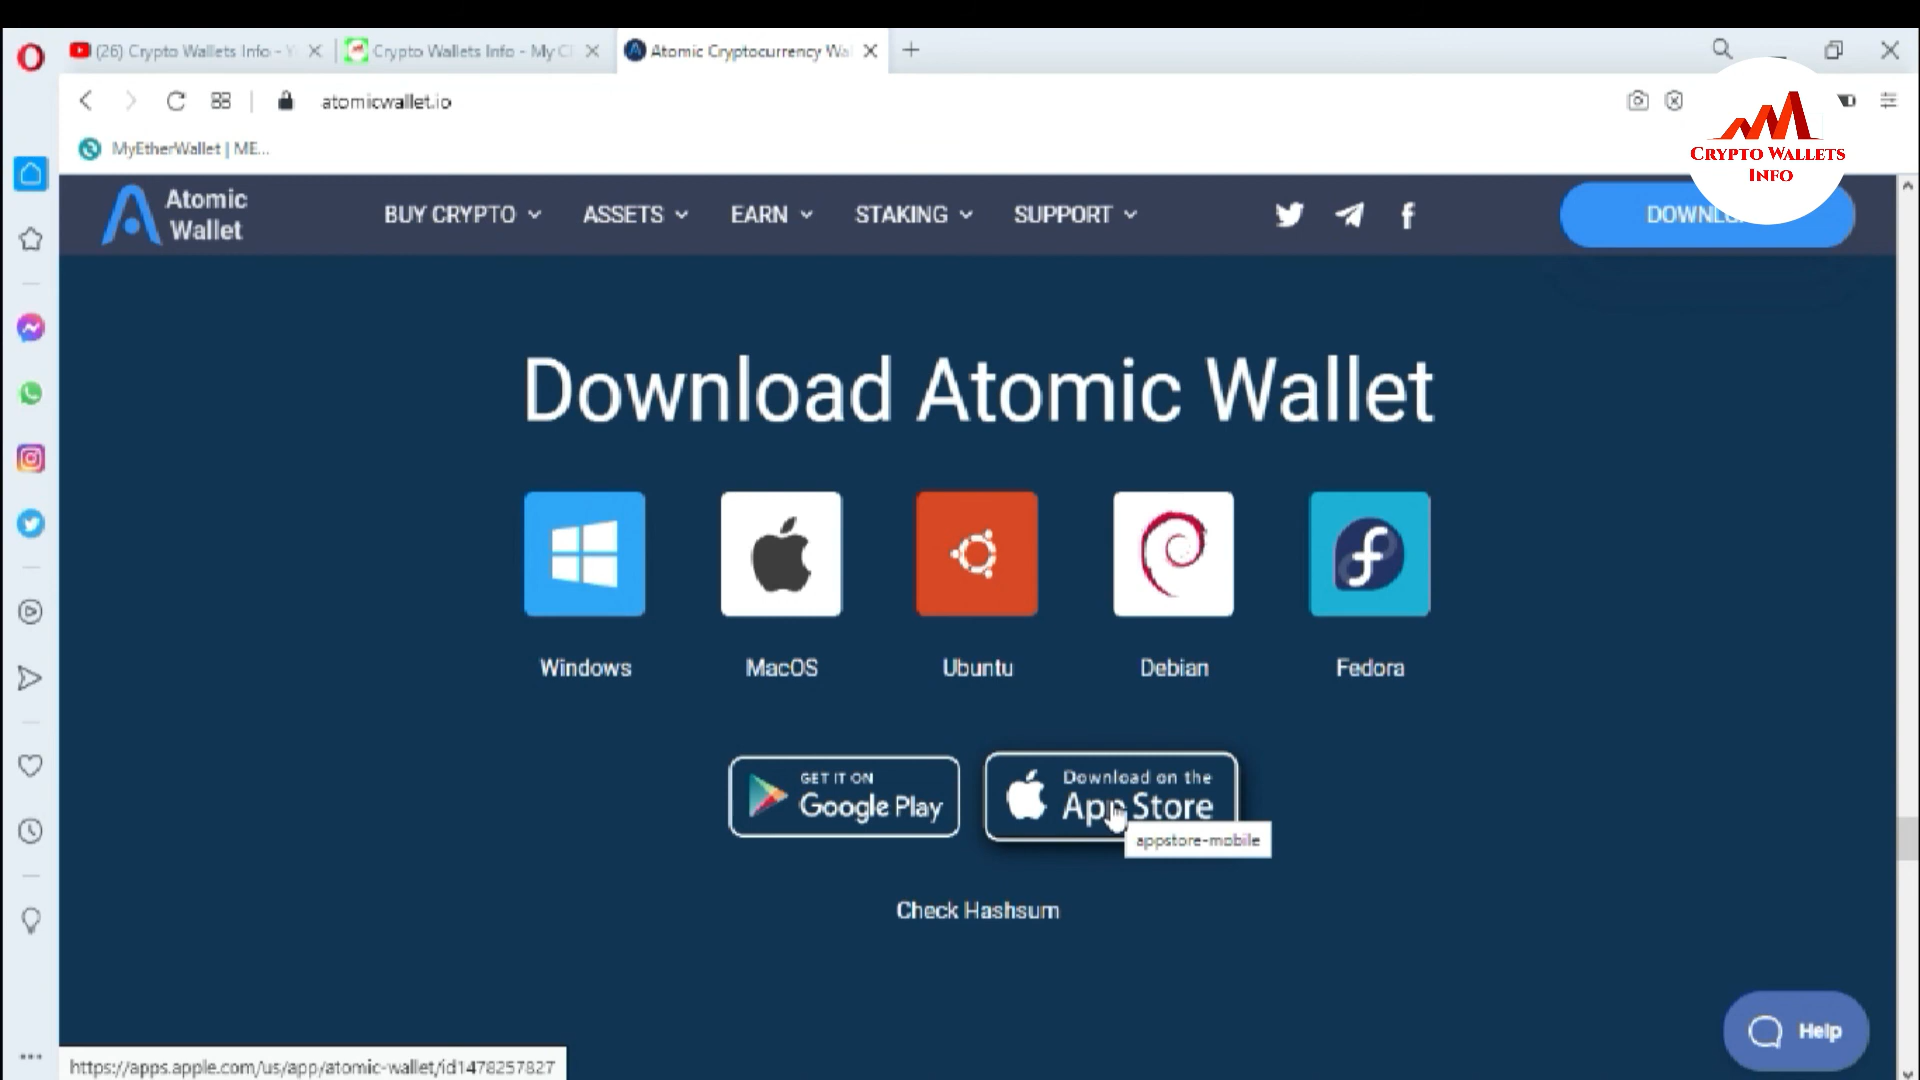 (26) Crypto Wallets Info -
Crypto Wallets Info - My C
Atomic Cryptocurrency Wa
atomicwallet.io
MyEtherWallet | ME...
CRYPTO WALLETS
INFO
Atomic
Wallet
BUY CRYPTO
ASSETS
EARN
STAKING
SUPPORT
DOWNLO
Download Atomic Wallet
Windows
MacOS
Ubuntu
Debian
Fedora
GET IT ON
Google Play
Download on the
App Store
appstore-mobile
Check Hashsum
Help
https://apps.apple.com/us/app/atomic-wallet/id1478257827